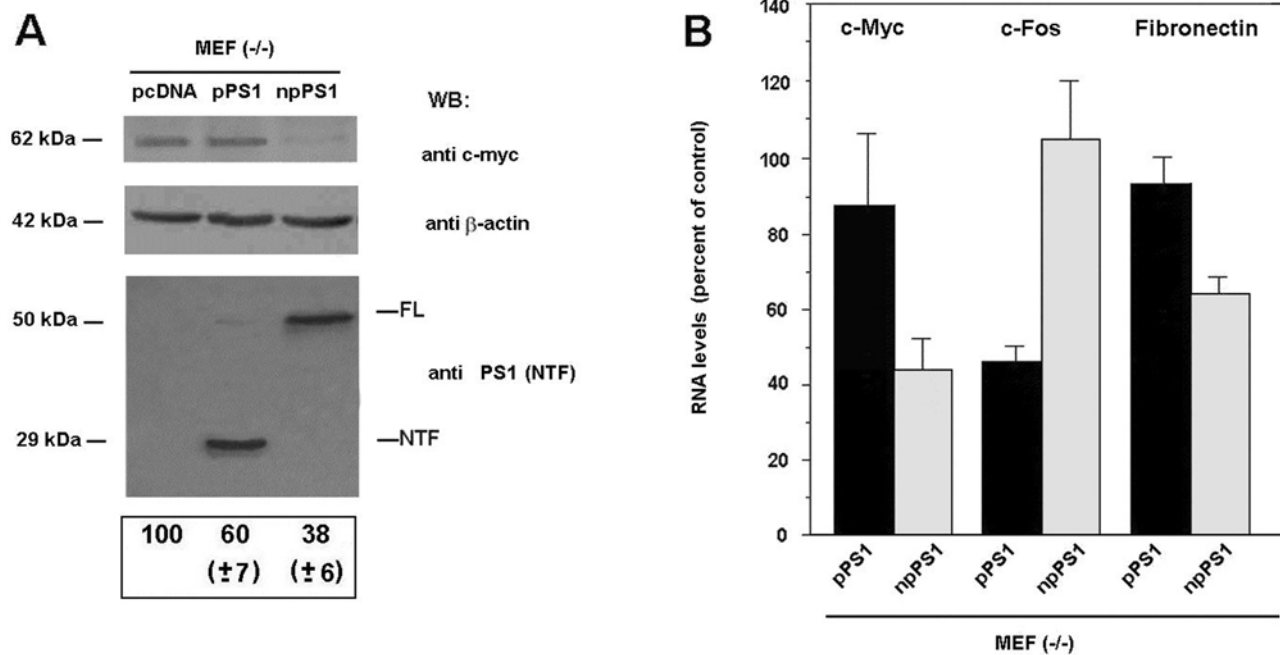 A
MEF (-/-)
pcDNA pPS1 npPS1
WB:
62 kDa —
anti c-myc
42 kDa —
anti β-actin
50 kDa —
—FL
anti PS1 (NTF)
29 kDa —
—NTF
100 60 38
(±7) (±6)
B
RNA levels (percent of control)
140
120
100
80
60
40
20
0
c-Myc c-Fos Fibronectin
pPS1 npPS1 pPS1 npPS1 pPS1 npPS1
MEF (-/-)